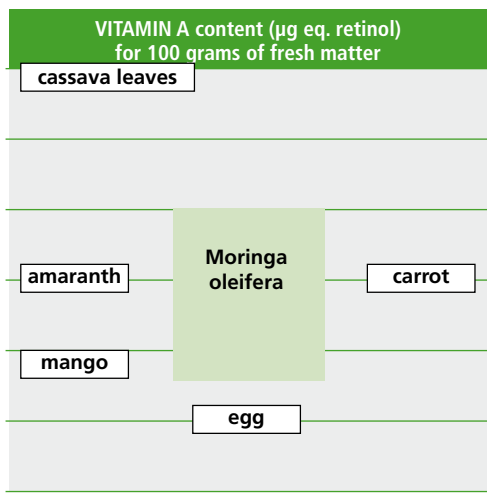 VITAMIN A content (µg eq. retinol)
for 100 grams of fresh matter
cassava leaves
Moringa
oleifera
amaranth
carrot
mango
egg